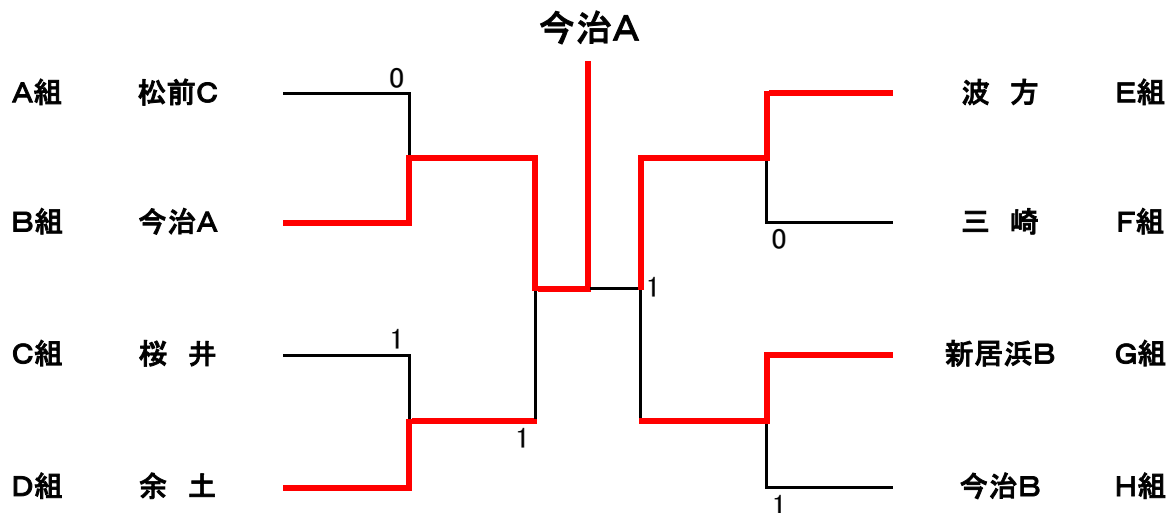 今治A
A組 松前C 0 波 方 E組
B組 今治A 0 三 崎 F組
1
C組 桜 井 1 新居浜B G組
1
D組 余 土 1 今治B H組